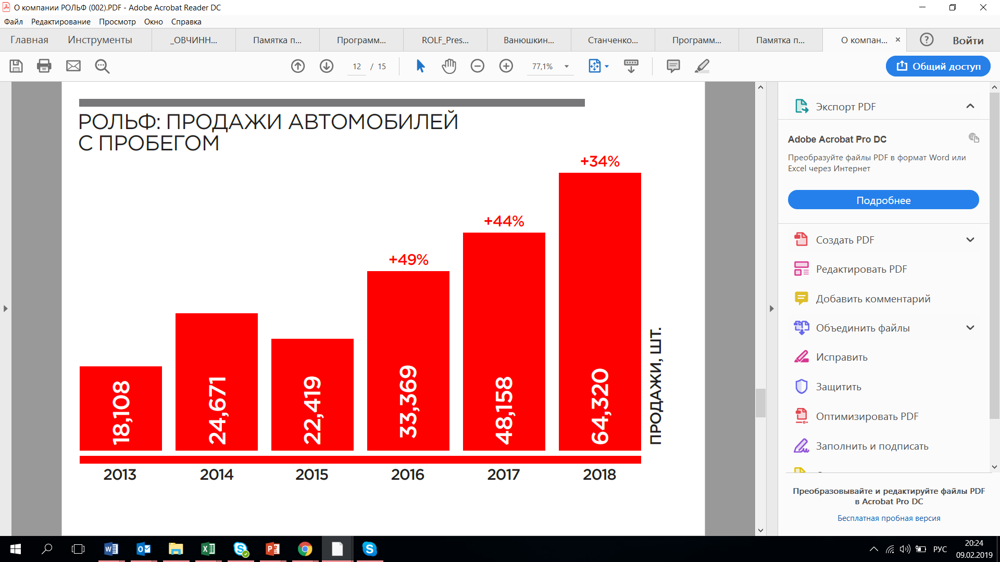 О компании РОЛЬФ (002).PDF - Adobe Acrobat Reader DC
Файл Редактирование Просмотр Окно Справка
Главная Инструменты _ОВЧИНН... Памятка п... Программ... ROLF_Pres... Ванюшкин... Станченко... Программ... Памятка п... О компан... × ? Войти
12 / 15 77,1% Общий доступ
РОЛЬФ: ПРОДАЖИ АВТОМОБИЛЕЙ
С ПРОБЕГОМ
+34%
+44%
+49%
18,108
24,671
22,419
33,369
48,158
64,320
ПРОДАЖИ, ШТ.
2013 2014 2015 2016 2017 2018
Экспорт PDF
Adobe Acrobat Pro DC
Преобразуйте файлы PDF в формат Word или
Excel через Интернет
Подробнее
Создать PDF
Редактировать PDF
Добавить комментарий
Объединить файлы
Исправить
Защитить
Оптимизировать PDF
Заполнить и подписать
Преобразовывайте и редактируйте файлы PDF
в Acrobat Pro DC
Бесплатная пробная версия
РУС
20:24
09.02.2019